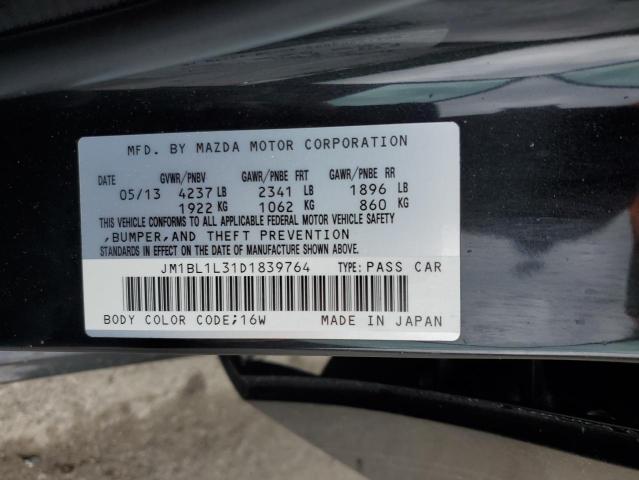 MFD. BY MAZDA MOTOR CORPORATION
DATE GVWR/PNBV GAWR/PNBE FRT GAWR/PNBE RR
05/13 4237 LB 2341 LB 1896 LB
1922 KG 1062 KG 860 KG
THIS VEHICLE CONFORMS TO ALL APPLICABLE FEDERAL MOTOR VEHICLE SAFETY
,BUMPER,AND THEFT PREVENTION
STANDARDS IN EFFECT ON THE DATE OF MANUFACTURE SHOWN ABOVE.
JM1BL1L31D1839764 TYPE: PASS CAR
BODY COLOR CODE;16W MADE IN JAPAN